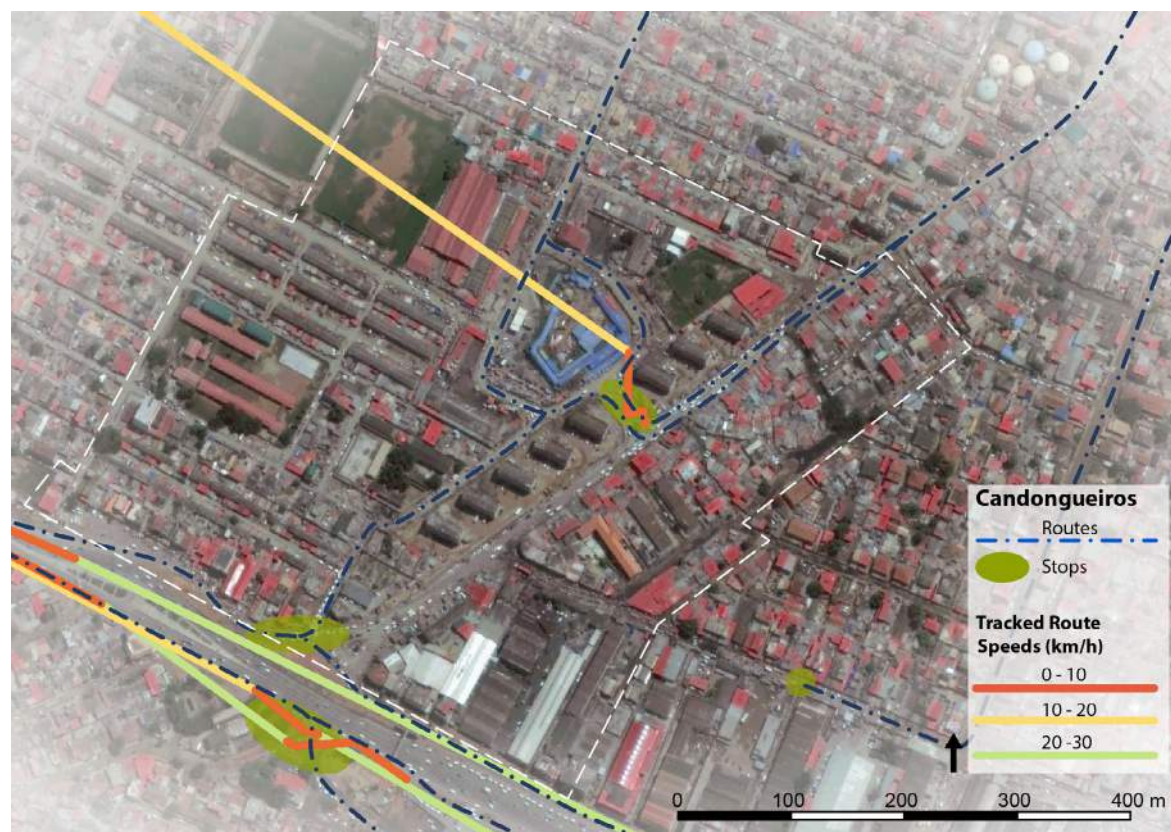 Candongueiros
Routes
Stops
Tracked Route
Speeds (km/h)
0 - 10
10 - 20
20 -30
0 100 200 300 400 m